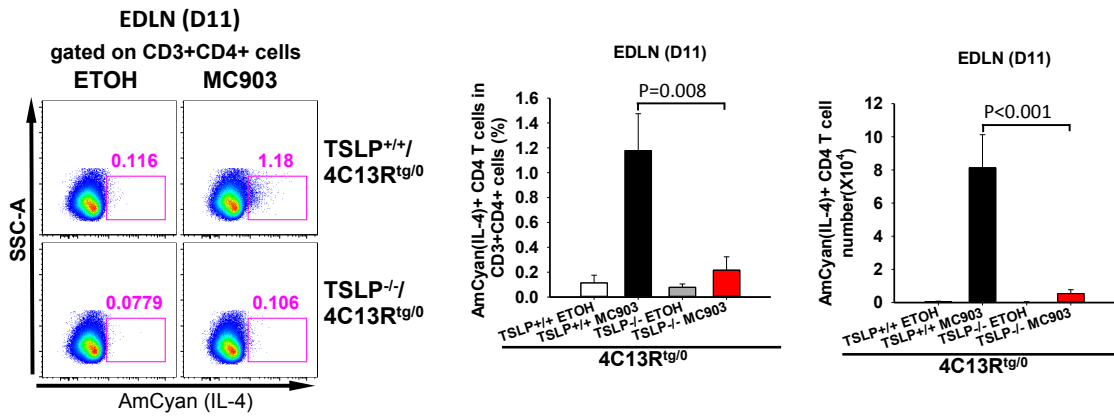 EDLN (D11)
gated on CD3+CD4+ cells
ETOH MC903
0.116
1.18
TSLP+/+/
4C13Rtg/0
0.0779
0.106
TSLP-/-/
4C13Rtg/0
SSC-A
AmCyan (IL-4)
EDLN (D11)
P=0.008
AmCyan(IL-4)+ CD4 T cells in
CD3+CD4+ cells (%)
1.6
1.4
1.2
1.0
0.8
0.6
0.4
0.2
0.0
TSLP+/+ ETOH
TSLP+/+ MC903
TSLP-/- ETOH
TSLP-/- MC903
4C13Rtg/0
EDLN (D11)
P<0.001
AmCyan(IL-4)+ CD4 T cell
number(X10⁴)
12
10
8
6
4
2
0
TSLP+/+ ETOH
TSLP+/+ MC903
TSLP-/- ETOH
TSLP-/- MC903
4C13Rtg/0